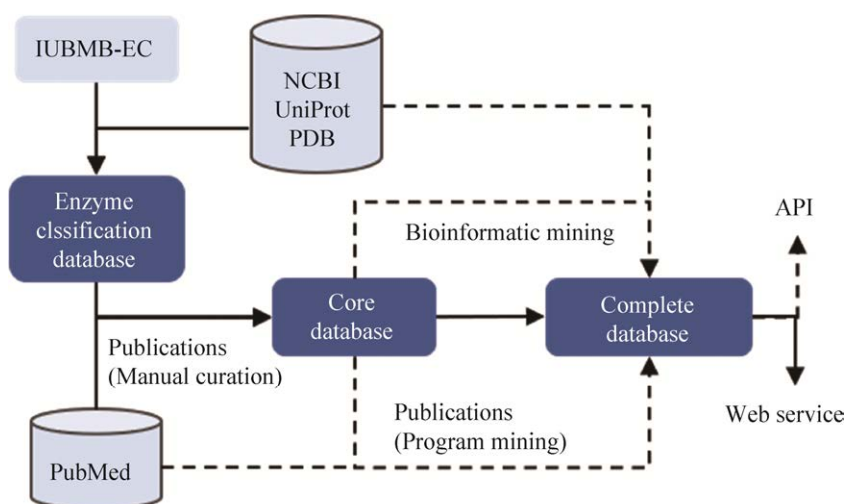 IUBMB-EC
NCBI
UniProt
PDB
Enzyme
clssification
database
Bioinformatic mining
API
Core
database
Complete
database
Publications
(Manual curation)
Publications
(Program mining)
Web service
PubMed